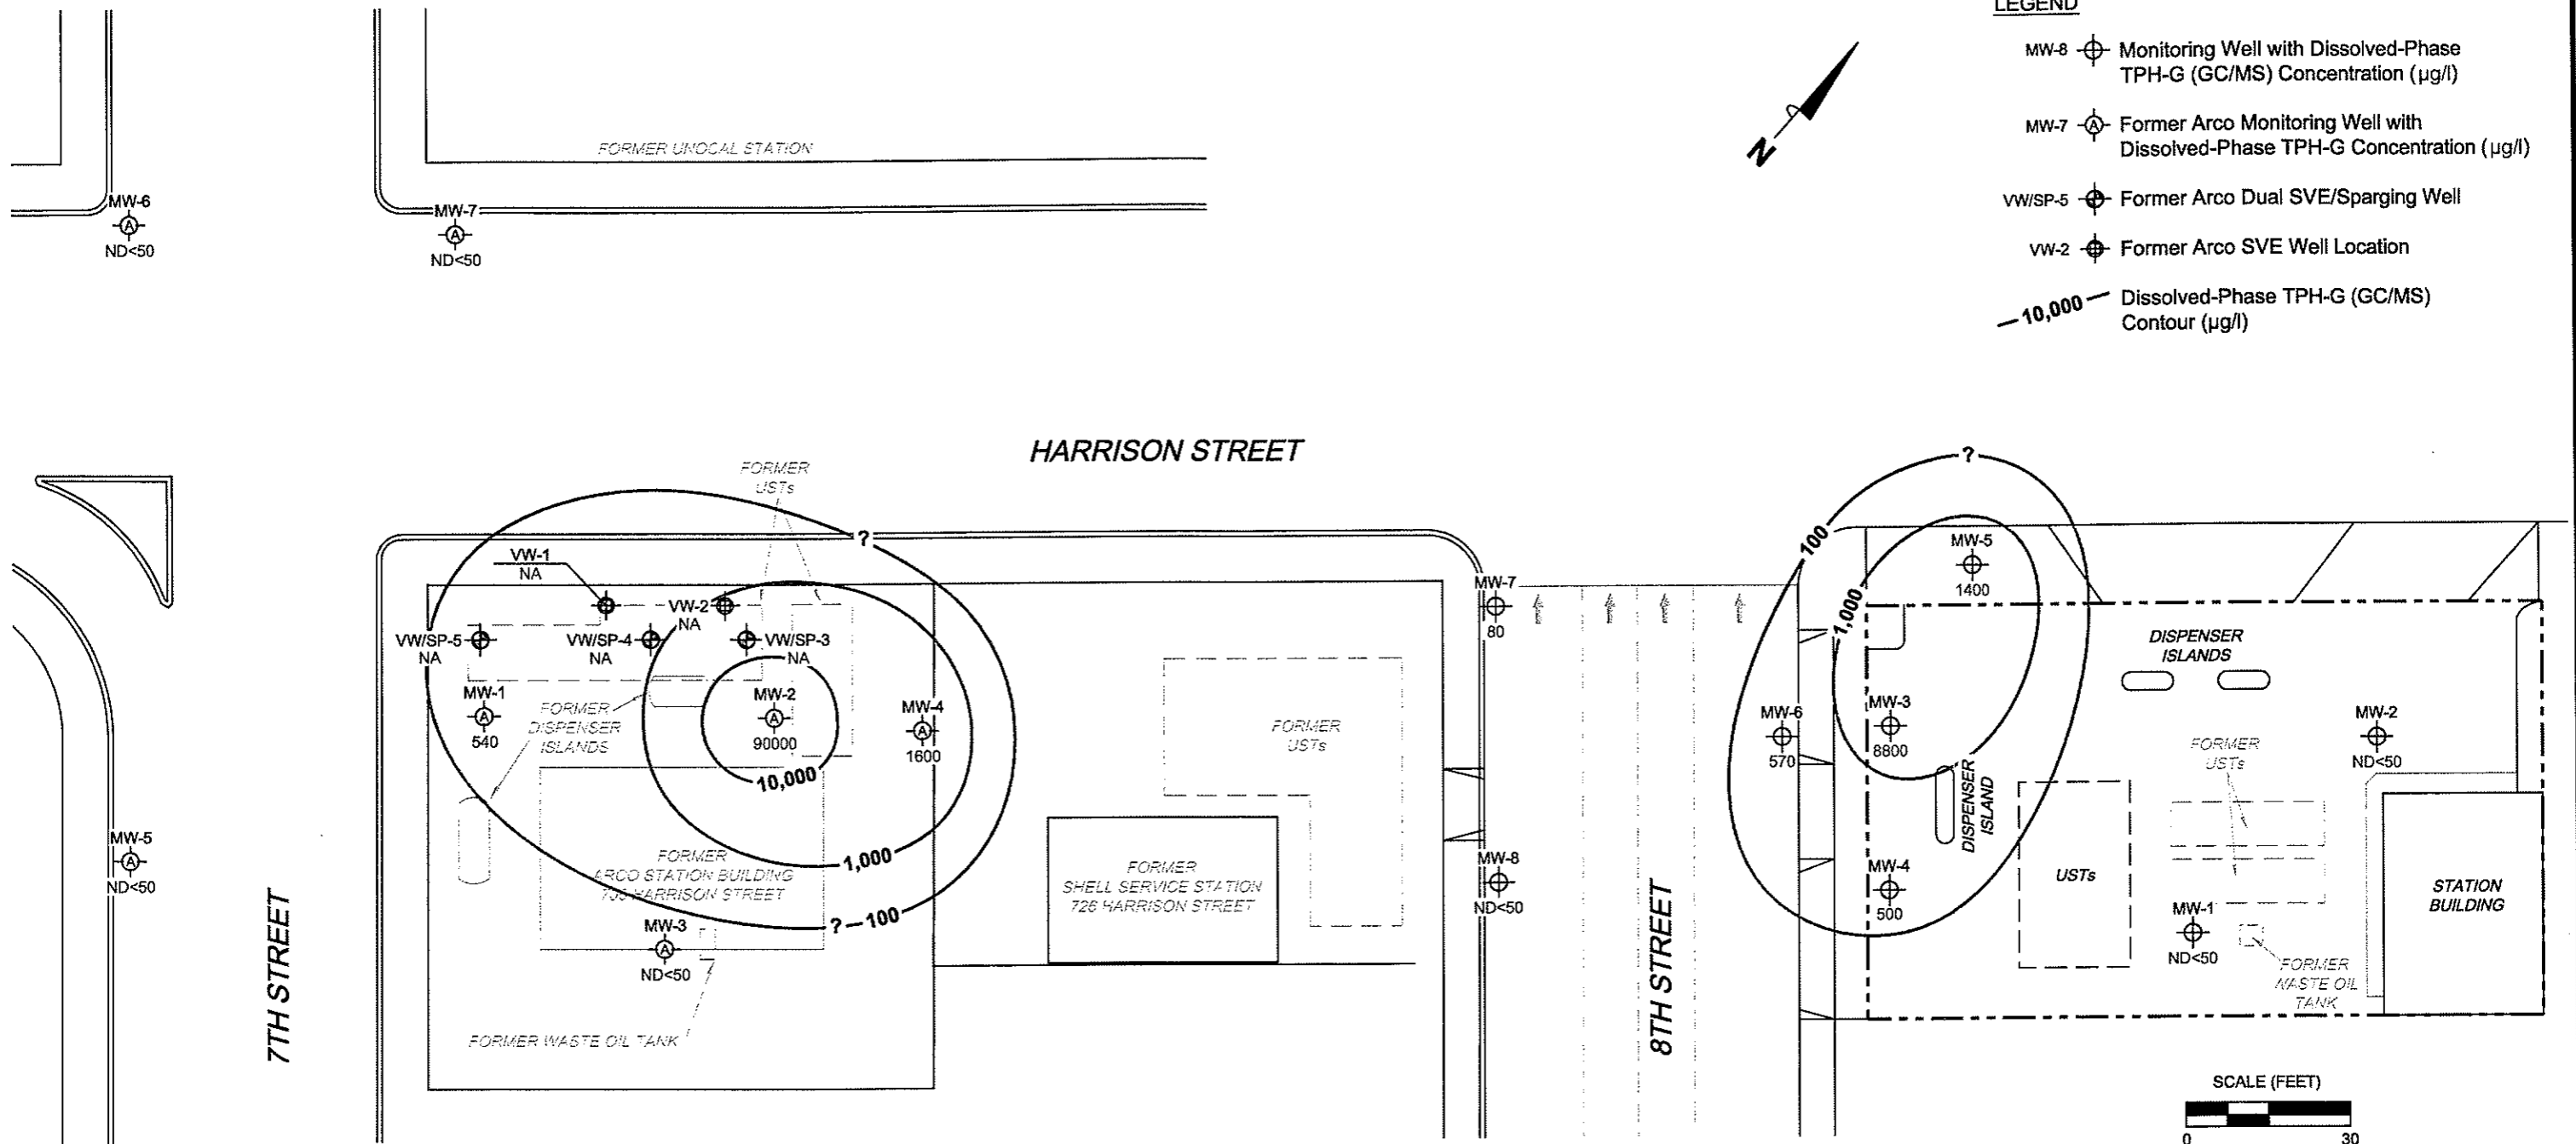 LEGEND
MW-8 Monitoring Well with Dissolved-Phase
TPH-G (GC/MS) Concentration (µg/l)
MW-7 A Former Arco Monitoring Well with
Dissolved-Phase TPH-G Concentration (µg/l)
VW/SP-5 Former Arco Dual SVE/Sparging Well
VW-2 Former Arco SVE Well Location
10,000 Dissolved-Phase TPH-G (GC/MS)
Contour (µg/l)
N
FORMER UNOCAL STATION
MW-6
A
ND<50
MW-7
A
ND<50
HARRISON STREET
FORMER
USTs
?
VW-1
NA
VW-2
NA
VW/SP-5
NA
VW/SP-4
NA
VW/SP-3
NA
MW-1
A
540
FORMER
DISPENSER
ISLANDS
MW-2
A
90000
10,000
MW-4
A
1600
1,000
FORMER
ARCO STATION BUILDING
HARRISON STREET
? 100
MW-3
A
ND<50
FORMER WASTE OIL TANK
MW-5
A
ND<50
7TH STREET
FORMER
USTs
FORMER
SHELL SERVICE STATION
726 HARRISON STREET
MW-7
80
MW-8
ND<50
8TH STREET
?
100
1,000
MW-5
1400
MW-6
570
MW-3
8800
DISPENSER
ISLAND
MW-4
500
DISPENSER
ISLANDS
USTs
FORMER
USTs
MW-2
ND<50
MW-1
ND<50
FORMER
WASTE OIL
TANK
STATION
BUILDING
SCALE (FEET)
0 30